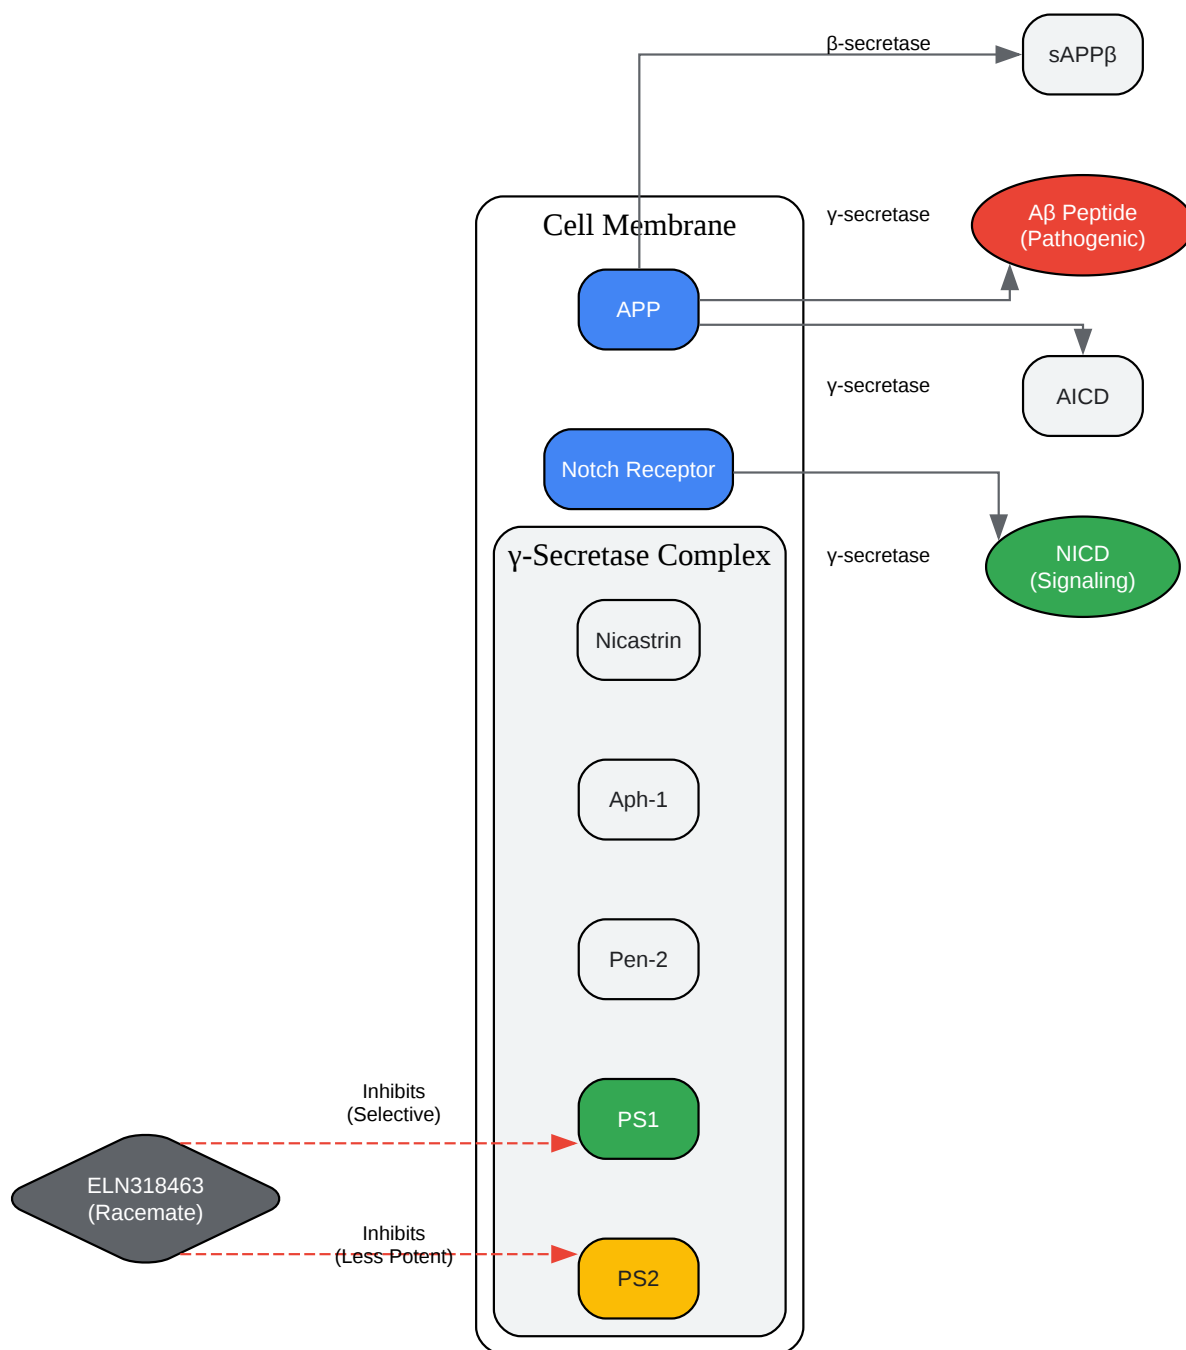 β-secretase
sAPPβ
Cell Membrane
γ-secretase
Aβ Peptide
(Pathogenic)
APP
γ-secretase
AICD
Notch Receptor
γ-Secretase Complex
γ-secretase
NICD
(Signaling)
Nicastrin
Aph-1
Pen-2
Inhibits
(Selective)
PS1
ELN318463
(Racemate)
Inhibits
(Less Potent)
PS2